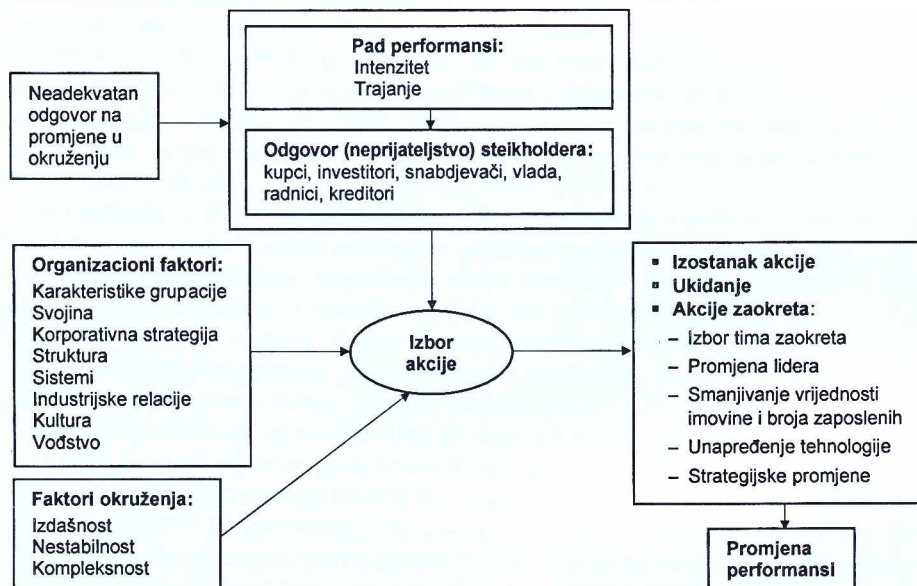 Pad performansi:
Intenzitet
Trajanje
Neadekvatan
odgovor na
promjene u
okruženju
Odgovor (neprijateljstvo) steikholdera:
kupci, investitori, snabdjevači, vlada,
radnici, kreditori
Organizacioni faktori:
Karakteristike grupacije
Svojina
Korporativna strategija
Struktura
Sistemi
Industrijske relacije
Kultura
Vođstvo
Izbor
akcije
Izostanak akcije
Ukidanje
Akcije zaokreta:
– Izbor tima zaokreta
– Promjena lidera
– Smanjivanje vrijednosti
imovine i broja zaposlenih
– Unapređenje tehnologije
– Strategijske promjene
Faktori okruženja:
Izdašnost
Nestabilnost
Kompleksnost
Promjena
performansi